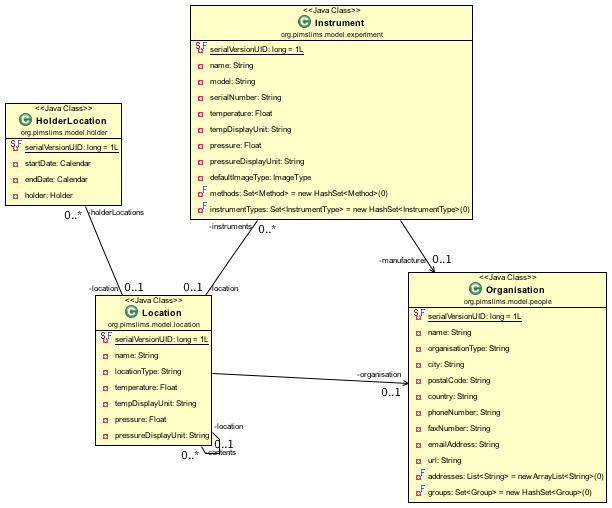 <<Java Class>>
Instrument
org.pimslims.model.experiment
serialVersionUID: long = 1L
name: String
model: String
serialNumber: String
temperature: Float
tempDisplayUnit: String
pressure: Float
pressureDisplayUnit: String
defaultImageType: ImageType
methods: Set<Method> = new HashSet<Method>(0)
instrumentTypes: Set<InstrumentType> = new HashSet<InstrumentType>(0)
<<Java Class>>
HolderLocation
org.pimslims.model.holder
serialVersionUID: long = 1L
startDate: Calendar
endDate: Calendar
holder: Holder
0..*
-holderLocations
-location
0..1
-instruments
0..*
0..1
-location
-manufacturer
0..1
<<Java Class>>
Location
org.pimslims.model.location
serialVersionUID: long = 1L
name: String
locationType: String
temperature: Float
tempDisplayUnit: String
pressure: Float
pressureDisplayUnit: String
-organisation
0..1
-location
0..1
0..*
-contents
<<Java Class>>
Organisation
org.pimslims.model.people
serialVersionUID: long = 1L
name: String
organisationType: String
city: String
postalCode: String
country: String
phoneNumber: String
faxNumber: String
emailAddress: String
url: String
addresses: List<String> = new ArrayList<String>(0)
groups: Set<Group> = new HashSet<Group>(0)